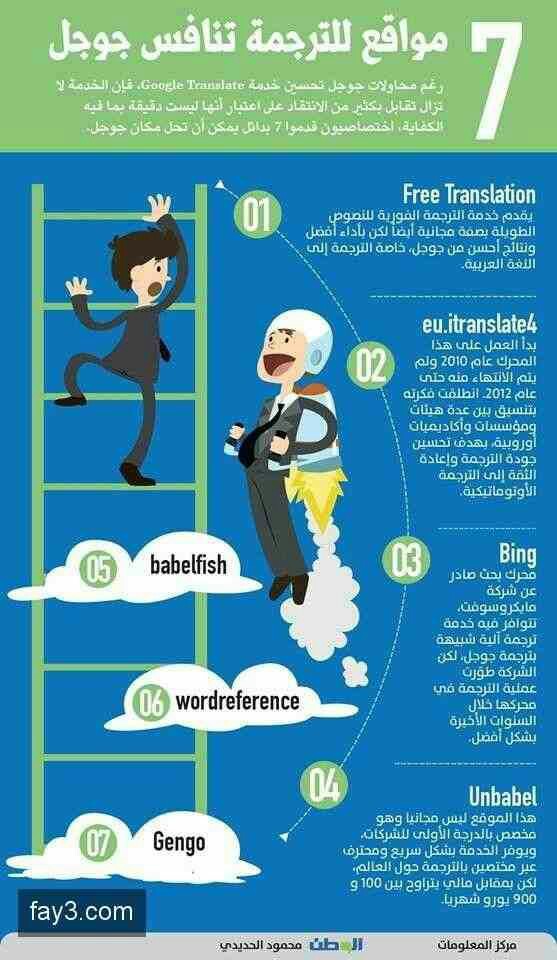 7 مواقع للترجمة تنافس جوجل
رغم محاولات جوجل تحسين خدمة Google Translate، فإن الخدمة لا
تزال تقابل بكثير من الانتقاد على اعتبار أنها ليست دقيقة بما فيه
الكفاية، اختصاصيون قدموا 7 بدائل يمكن أن تحل مكان جوجل.
01
Free Translation
يقدم خدمة الترجمة الفورية للنصوص
الطويلة بصفة مجانية أيضاً لكن بأداء أفضل
ونتائج أحسن من جوجل، خاصة الترجمة إلى
اللغة العربية.
02
eu.itranslate4
بدأ العمل على هذا
المحرك عام 2010 ولم
يتم الانتهاء منه حتى
عام 2012. انطلقت فكرته
بتنسيق بين عدة هيئات
ومؤسسات وأكاديميات
أوروبية، بهدف تحسين
جودة الترجمة وإعادة
الثقة إلى الترجمة
الأوتوماتيكية.
03
Bing
محرك بحث صادر
عن شركة
مايكروسوفت،
تتوافر فيه خدمة
ترجمة آلية شبيهة
بترجمة جوجل، لكن
الشركة طوّرت
عملية الترجمة في
محركها خلال
السنوات الأخيرة
بشكل أفضل.
04
Unbabel
هذا الموقع ليس مجانيا وهو
مخصص بالدرجة الأولى للشركات،
ويوفر الخدمة بشكل سريع ومحترف
عبر مختصين بالترجمة حول العالم،
لكن بمقابل مالي يتراوح بين 100 و
900 يورو شهرياً.
05 babelfish
06 wordreference
07 Gengo
fay3.com
مركز المعلومات
الوطن محمود الحديدي